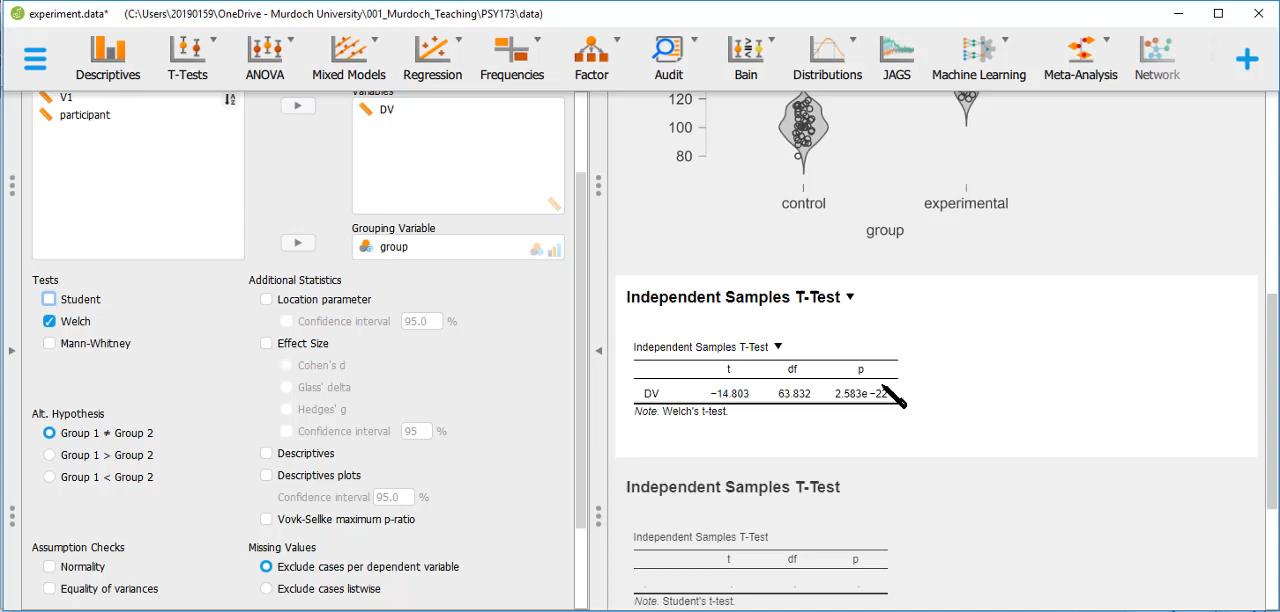 experiment.data* (C:\Users\20190159\OneDrive - Murdoch University\001_Murdoch_Teaching\PSY173\data)
Descriptives T-Tests ANOVA Mixed Models Regression Frequencies Factor Audit Bain Distributions JAGS Machine Learning Meta-Analysis Network
V1
participant
Variables
DV
Grouping Variable
group
Tests
Student
Welch
Mann-Whitney
Alt. Hypothesis
Group 1 ≠ Group 2
Group 1 > Group 2
Group 1 < Group 2
Assumption Checks
Normality
Equality of variances
Additional Statistics
Location parameter
Confidence interval 95.0 %
Effect Size
Cohen's d
Glass' delta
Hedges' g
Confidence interval 95 %
Descriptives
Descriptives plots
Confidence interval 95.0 %
Vovk-Sellke maximum p-ratio
Missing Values
Exclude cases per dependent variable
Exclude cases listwise
120
100
80
control experimental
group
Independent Samples T-Test
Independent Samples T-Test
t df p
DV −14.803 63.832 2.583e −22
Note. Welch's t-test.
Independent Samples T-Test
Independent Samples T-Test
t df p
. . . .
Note. Student's t-test.